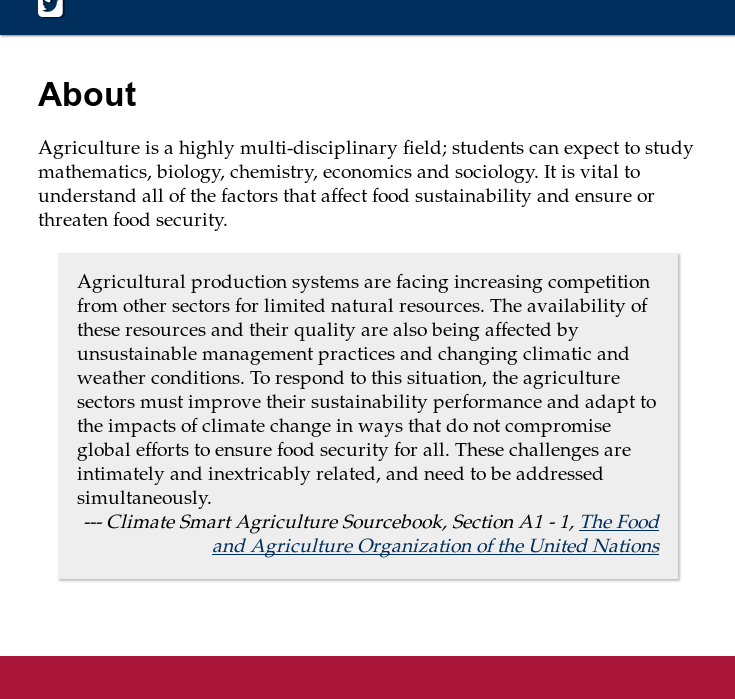 About
Agriculture is a highly multi-disciplinary field; students can expect to study
mathematics, biology, chemistry, economics and sociology. It is vital to
understand all of the factors that affect food sustainability and ensure or
threaten food security.
Agricultural production systems are facing increasing competition
from other sectors for limited natural resources. The availability of
these resources and their quality are also being affected by
unsustainable management practices and changing climatic and
weather conditions. To respond to this situation, the agriculture
sectors must improve their sustainability performance and adapt to
the impacts of climate change in ways that do not compromise
global efforts to ensure food security for all. These challenges are
intimately and inextricably related, and need to be addressed
simultaneously.
--- Climate Smart Agriculture Sourcebook, Section A1 - 1, The Food
and Agriculture Organization of the United Nations